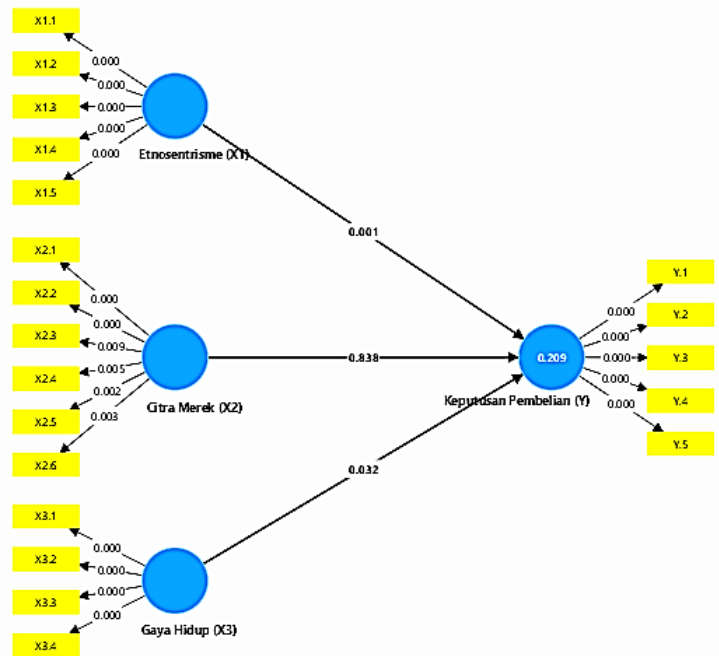 X1.1
0.000
X1.2
0.000
X1.3
0.000
X1.4
0.000
X1.5
0.000
Etnosentrisme (X1)
0.001
X2.1
0.000
X2.2
0.000
X2.3
0.009
X2.4
0.005
X2.5
0.002
X2.6
0.003
Citra Merek (X2)
0.838
X3.1
0.000
X3.2
0.000
X3.3
0.000
X3.4
0.000
Gaya Hidup (X3)
0.032
0.209
Keputusan Pembelian (Y)
Y.1
0.000
Y.2
0.000
Y.3
0.000
Y.4
0.000
Y.5
0.000